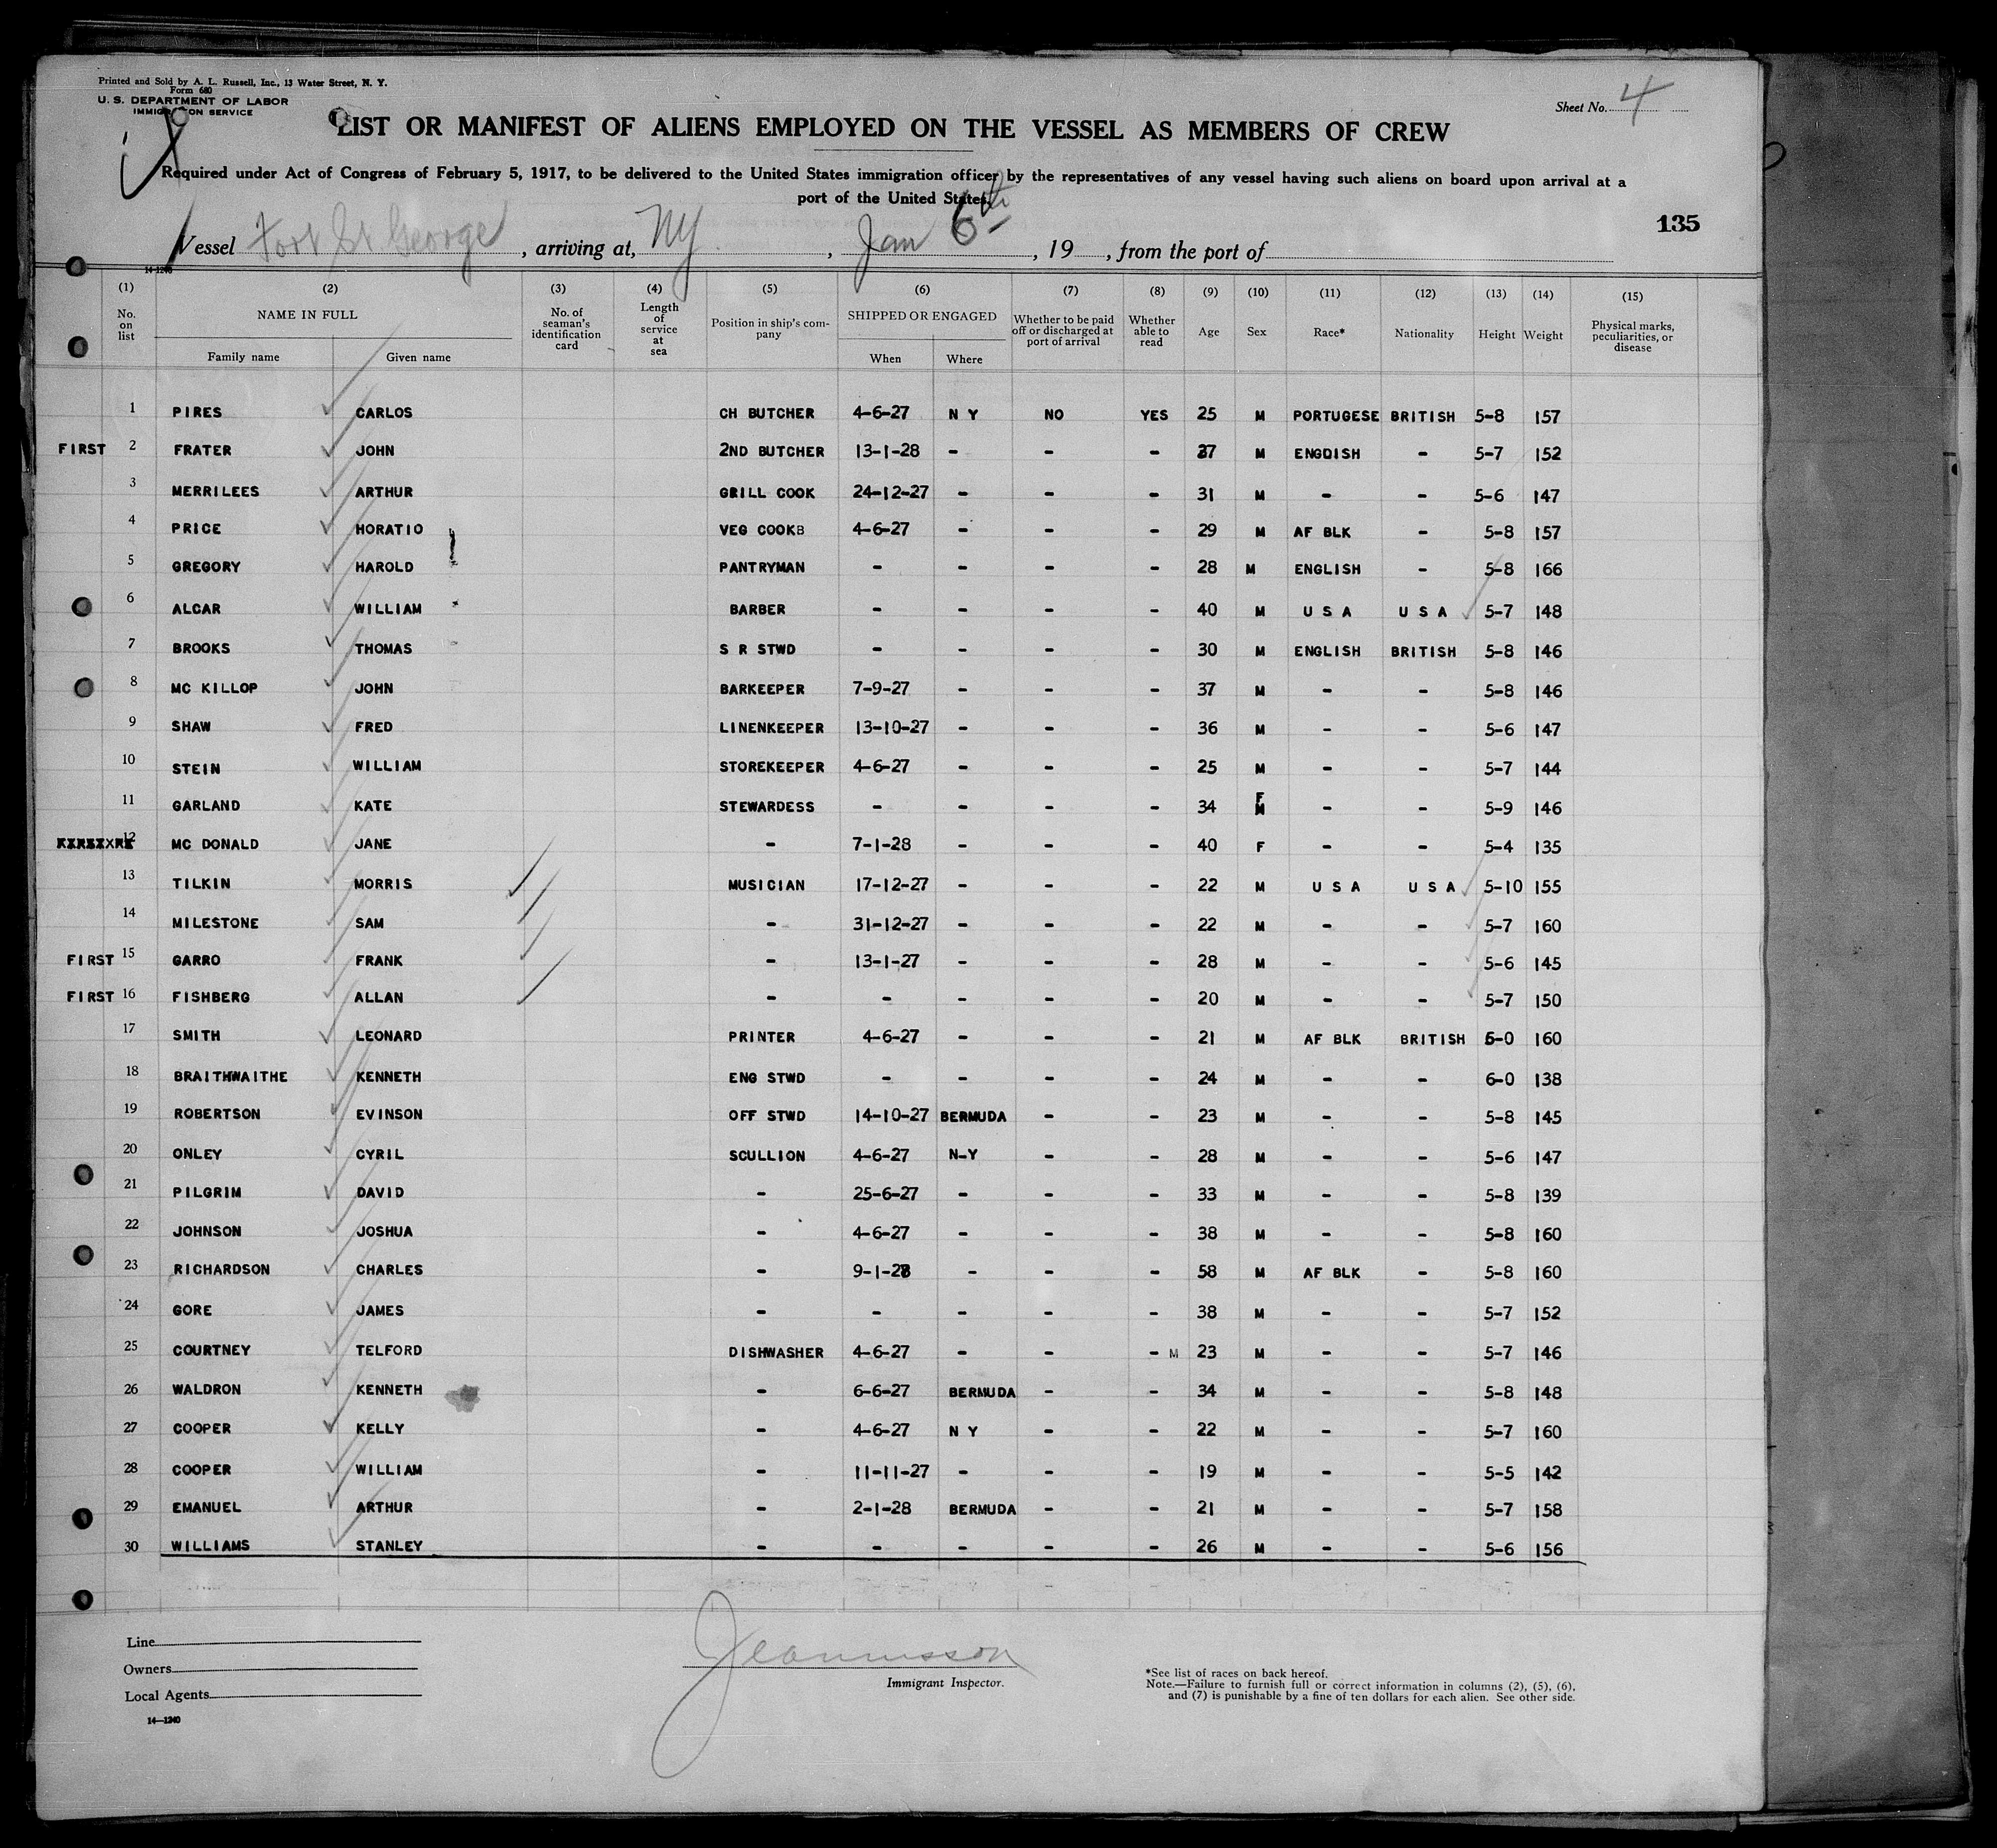 Printed and Sold by A. L. Russell, Inc., 13 Water Street, N. Y.
Form 680
U. S. DEPARTMENT OF LABOR
IMMIGRATION SERVICE
Sheet No. 4
LIST OR MANIFEST OF ALIENS EMPLOYED ON THE VESSEL AS MEMBERS OF CREW
Required under Act of Congress of February 5, 1917, to be delivered to the United States immigration officer by the representatives of any vessel having such aliens on board upon arrival at a
port of the United States.
135
Vessel Fort St George, arriving at, NY, Jan 6th, 19 , from the port of
14-1240
(1) (2) (3) (4) (5) (6) (7) (8) (9) (10) (11) (12) (13) (14) (15)
No. on list NAME IN FULL Family name Given name No. of seaman's identification card Length of service at sea Position in ship's company SHIPPED OR ENGAGED When Where Whether to be paid off or discharged at port of arrival Whether able to read Age Sex Race* Nationality Height Weight Physical marks, peculiarities, or disease
1 PIRES CARLOS CH BUTCHER 4-6-27 N Y NO YES 25 M PORTUGESE BRITISH 5-8 157
FIRST 2 FRATER JOHN 2ND BUTCHER 13-1-28 - - - 37 M ENGDISH - 5-7 152
3 MERRILEES ARTHUR GRILL COOK 24-12-27 - - - 31 M - - 5-6 147
4 PRICE HORATIO VEG COOKB 4-6-27 - - - 29 M AF BLK - 5-8 157
5 GREGORY HAROLD PANTRYMAN - - - - 28 M ENGLISH - 5-8 166
6 ALCAR WILLIAM BARBER - - - - 40 M U S A U S A 5-7 148
7 BROOKS THOMAS S R STWD - - - - 30 M ENGLISH BRITISH 5-8 146
8 MC KILLOP JOHN BARKEEPER 7-9-27 - - - 37 M - - 5-8 146
9 SHAW FRED LINENKEEPER 13-10-27 - - - 36 M - - 5-6 147
10 STEIN WILLIAM STOREKEEPER 4-6-27 - - - 25 M - - 5-7 144
11 GARLAND KATE STEWARDESS - - - - 34 F - - 5-9 146
12 MC DONALD JANE - 7-1-28 - - - 40 F - - 5-4 135
13 TILKIN MORRIS MUSICIAN 17-12-27 - - - 22 M U S A U S A 5-10 155
14 MILESTONE SAM - 31-12-27 - - - 22 M - - 5-7 160
FIRST 15 GARRO FRANK - 13-1-27 - - - 28 M - - 5-6 145
FIRST 16 FISHBERG ALLAN - - - - - 20 M - - 5-7 150
17 SMITH LEONARD PRINTER 4-6-27 - - - 21 M AF BLK BRITISH 6-0 160
18 BRAITHWAITHE KENNETH ENG STWD - - - - 24 M - - 6-0 138
19 ROBERTSON EVINSON OFF STWD 14-10-27 BERMUDA - - 23 M - - 5-8 145
20 ONLEY CYRIL SCULLION 4-6-27 N-Y - - 28 M - - 5-6 147
21 PILGRIM DAVID - 25-6-27 - - - 33 M - - 5-8 139
22 JOHNSON JOSHUA - 4-6-27 - - - 38 M - - 5-8 160
23 RICHARDSON CHARLES - 9-1-28 - - - 58 M AF BLK - 5-8 160
24 GORE JAMES - - - - - 38 M - - 5-7 152
25 COURTNEY TELFORD DISHWASHER 4-6-27 - - - M 23 M - - 5-7 146
26 WALDRON KENNETH - 6-6-27 BERMUDA - - 34 M - - 5-8 148
27 COOPER KELLY - 4-6-27 N Y - - 22 M - - 5-7 160
28 COOPER WILLIAM - 11-11-27 - - - 19 M - - 5-5 142
29 EMANUEL ARTHUR - 2-1-28 BERMUDA - - 21 M - - 5-7 158
30 WILLIAMS STANLEY - - - - - 26 M - - 5-6 156
Line
Owners
Local Agents
14—1240
Immigrant Inspector.
*See list of races on back hereof.
Note.—Failure to furnish full or correct information in columns (2), (5), (6),
and (7) is punishable by a fine of ten dollars for each alien. See other side.